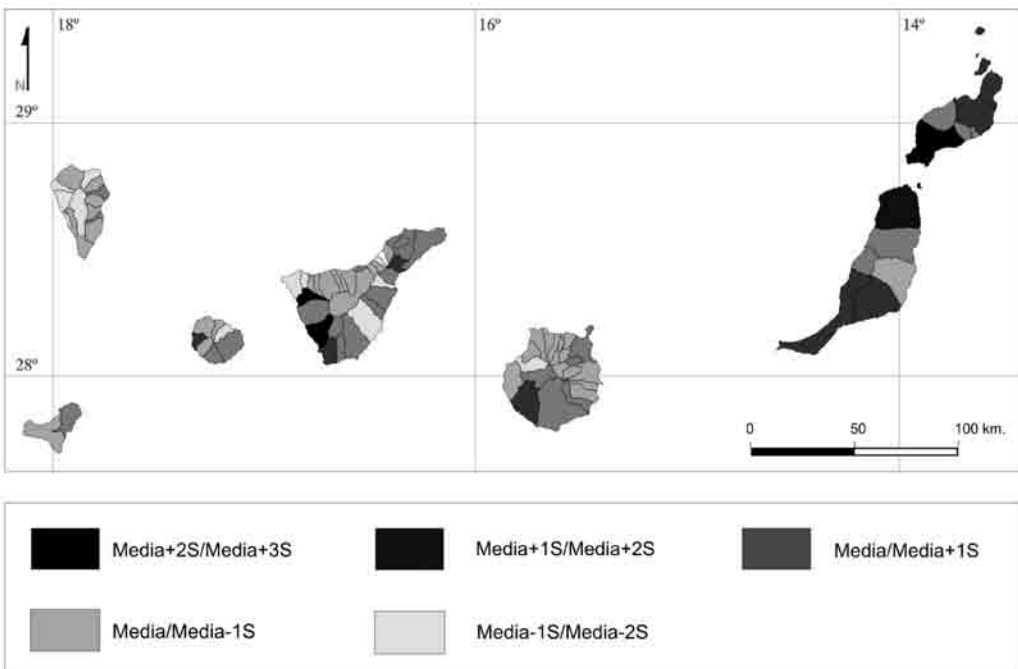 18º 16º 14º
N
29º
28º
0 50 100 km.
Media+2S/Media+3S Media+1S/Media+2S Media/Media+1S
Media/Media-1S Media-1S/Media-2S